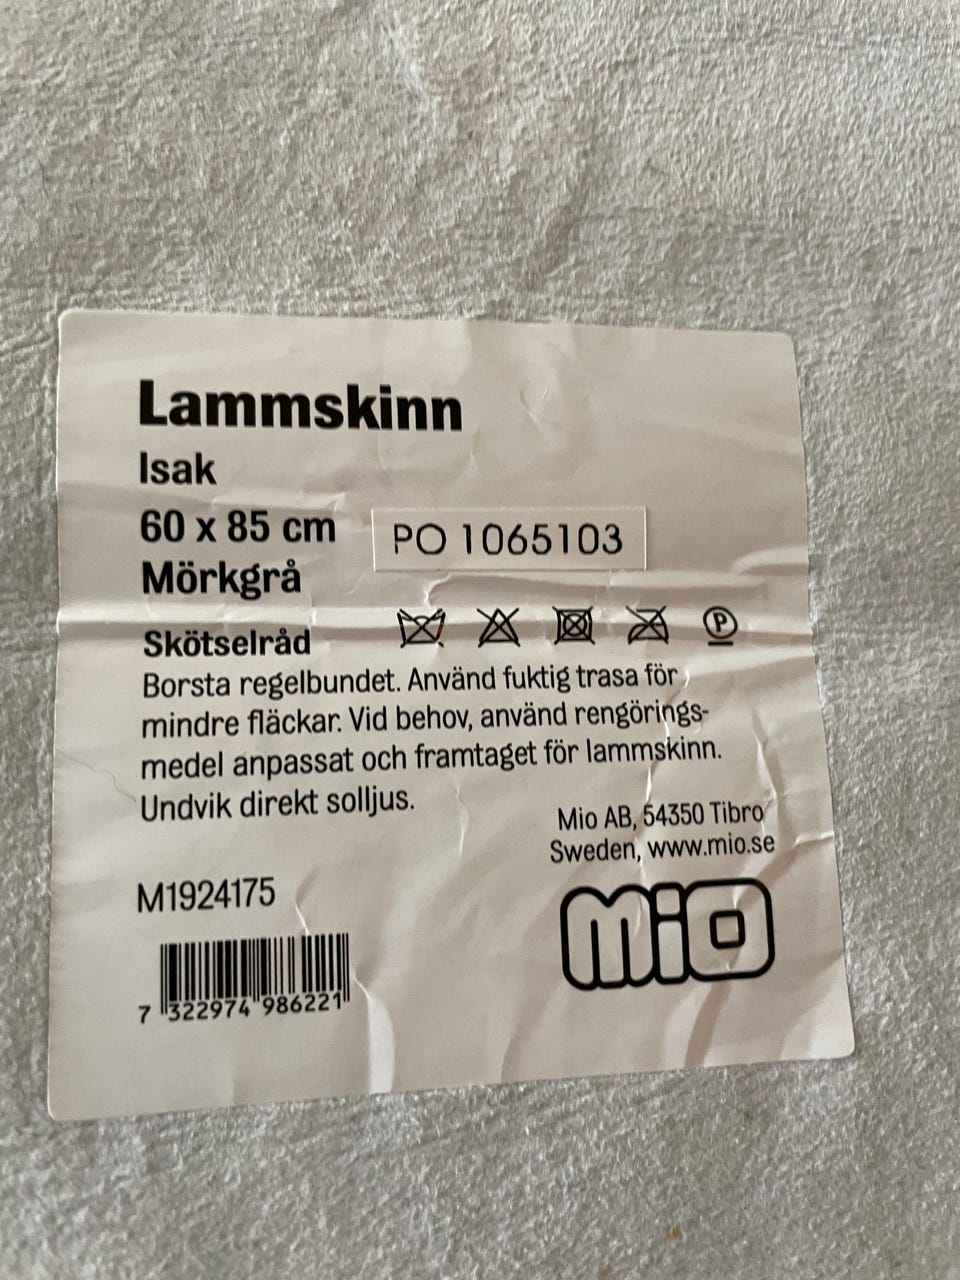 Lammskinn
Isak
60 x 85 cm
PO 1065103
Mörkgrå
P
Skötselråd
Borsta regelbundet. Använd fuktig trasa för
mindre fläckar. Vid behov, använd rengörings-
medel anpassat och framtaget för lammskinn.
Undvik direkt solljus.
Mio AB, 54350 Tibro
Sweden, www.mio.se
M1924175
mio
7 322974 986221